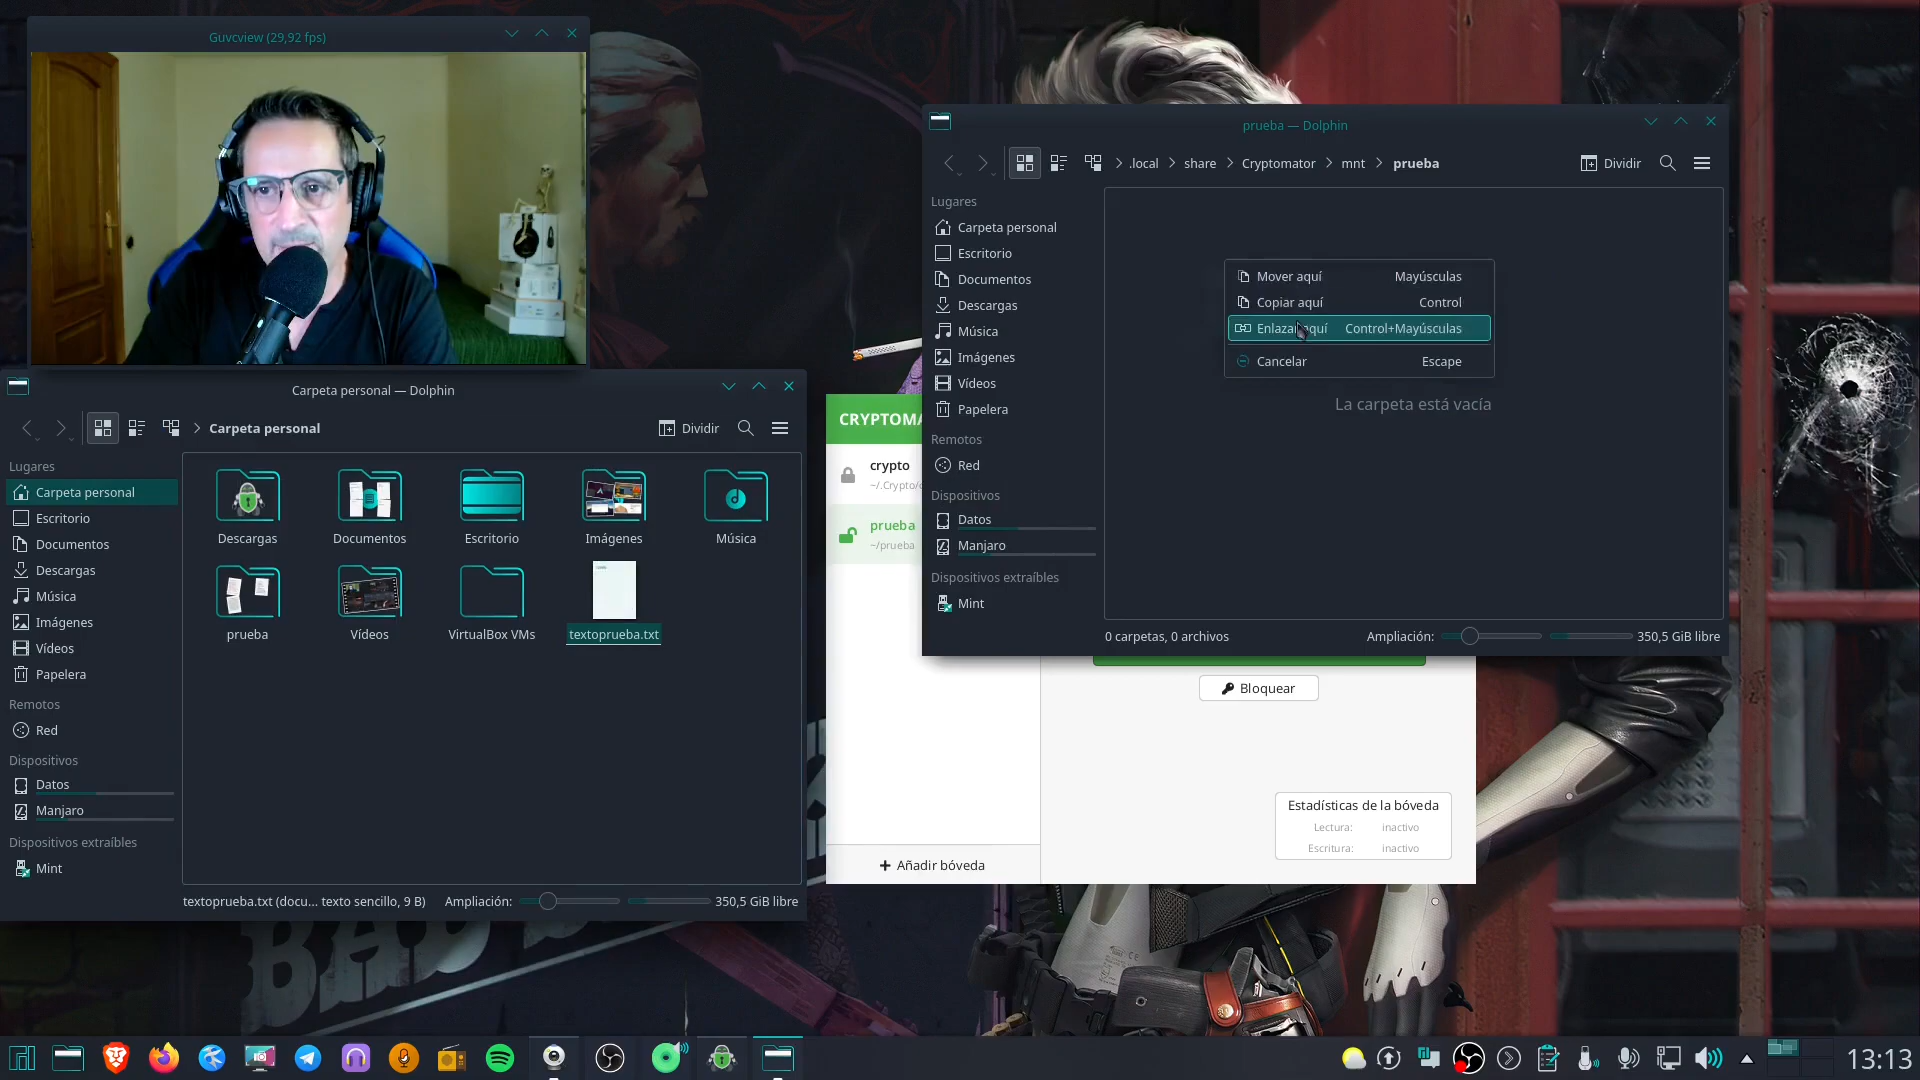 Guvcview (29,92 fps)
Carpeta personal — Dolphin
Carpeta personal
Dividir
Lugares
Carpeta personal
Escritorio
Documentos
Descargas
Música
Imágenes
Vídeos
Papelera
Remotos
Red
Dispositivos
Datos
Manjaro
Dispositivos extraíbles
Mint
Descargas
Documentos
Escritorio
Imágenes
Música
prueba
Vídeos
VirtualBox VMs
textoprueba.txt
textoprueba.txt (docu... texto sencillo, 9 B)
Ampliación:
350,5 GiB libre
prueba — Dolphin
.local
share
Cryptomator
mnt
prueba
Dividir
Lugares
Carpeta personal
Escritorio
Documentos
Descargas
Música
Imágenes
Vídeos
Papelera
Remotos
Red
Dispositivos
Datos
Manjaro
Dispositivos extraíbles
Mint
Mover aquí Mayúsculas
Copiar aquí Control
Enlazar aquí Control+Mayúsculas
Cancelar Escape
La carpeta está vacía
0 carpetas, 0 archivos
Ampliación:
350,5 GiB libre
CRYPTOMA
crypto
~/.Crypto/
prueba
~/prueba
Añadir bóveda
Bloquear
Estadísticas de la bóveda
Lectura: inactivo
Escritura: inactivo
BAD
13:13